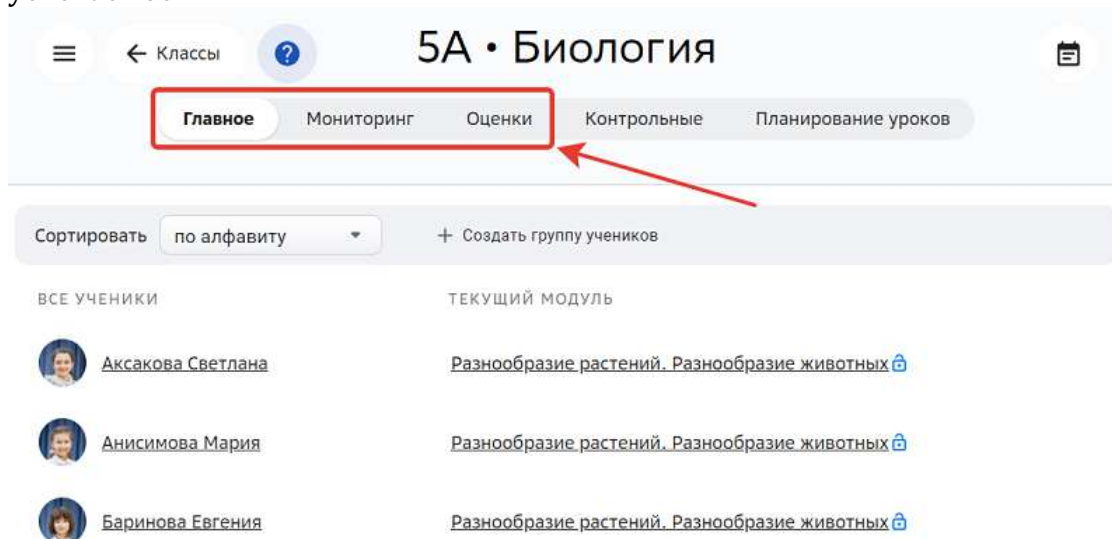 ← Классы ? 5А • Биология
Главное Мониторинг Оценки Контрольные Планирование уроков
Сортировать по алфавиту + Создать группу учеников
ВСЕ УЧЕНИКИ ТЕКУЩИЙ МОДУЛЬ
Аксакова Светлана Разнообразие растений. Разнообразие животных
Анисимова Мария Разнообразие растений. Разнообразие животных
Баринова Евгения Разнообразие растений. Разнообразие животных